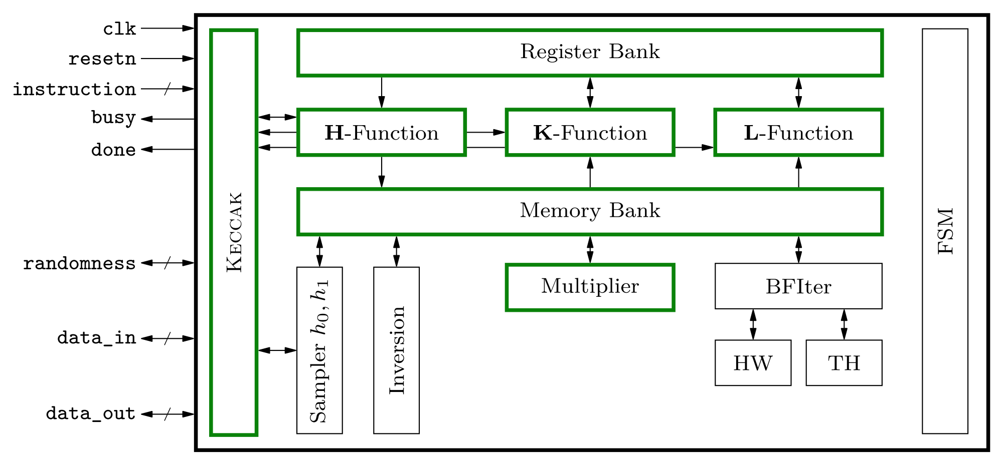 clk
resetn
instruction
busy
done
randomness
data_in
data_out
KECCAK
Register Bank
H-Function
K-Function
L-Function
Memory Bank
Sampler h₀, h₁
Inversion
Multiplier
BFIter
HW
TH
FSM